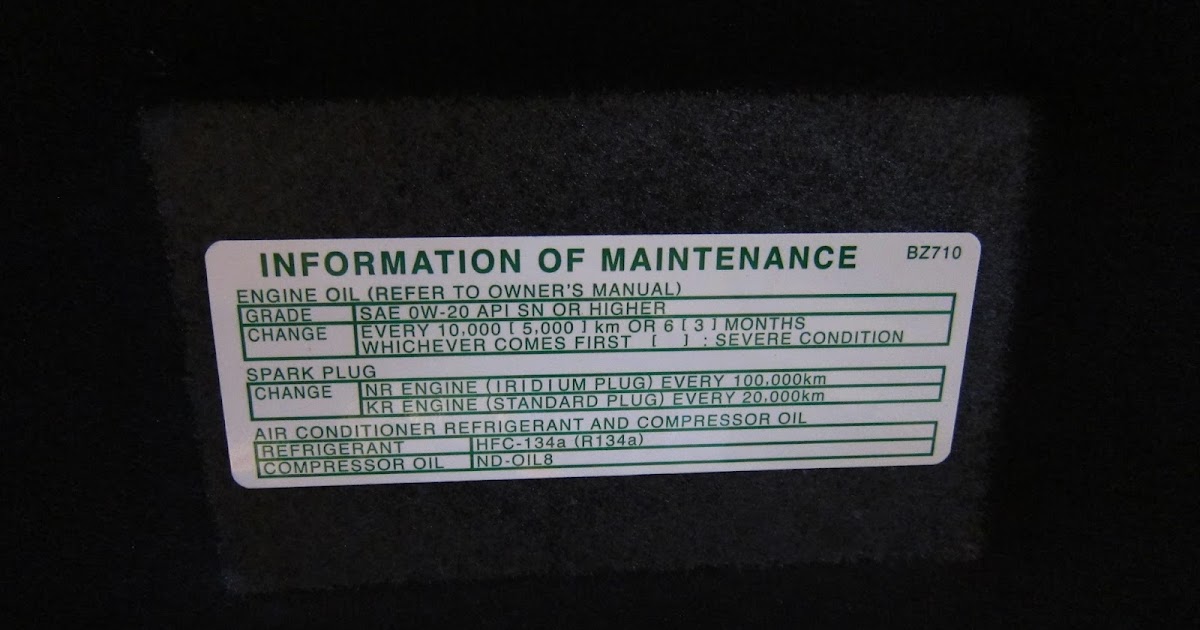 INFORMATION OF MAINTENANCE BZ710
ENGINE OIL (REFER TO OWNER'S MANUAL)
GRADE SAE 0W-20 API SN OR HIGHER
CHANGE EVERY 10,000 [ 5,000 ] km OR 6 [ 3 ] MONTHS
WHICHEVER COMES FIRST [ ] : SEVERE CONDITION
SPARK PLUG
CHANGE NR ENGINE (IRIDIUM PLUG) EVERY 100,000km
KR ENGINE (STANDARD PLUG) EVERY 20,000km
AIR CONDITIONER REFRIGERANT AND COMPRESSOR OIL
REFRIGERANT HFC-134a (R134a)
COMPRESSOR OIL ND-OIL8